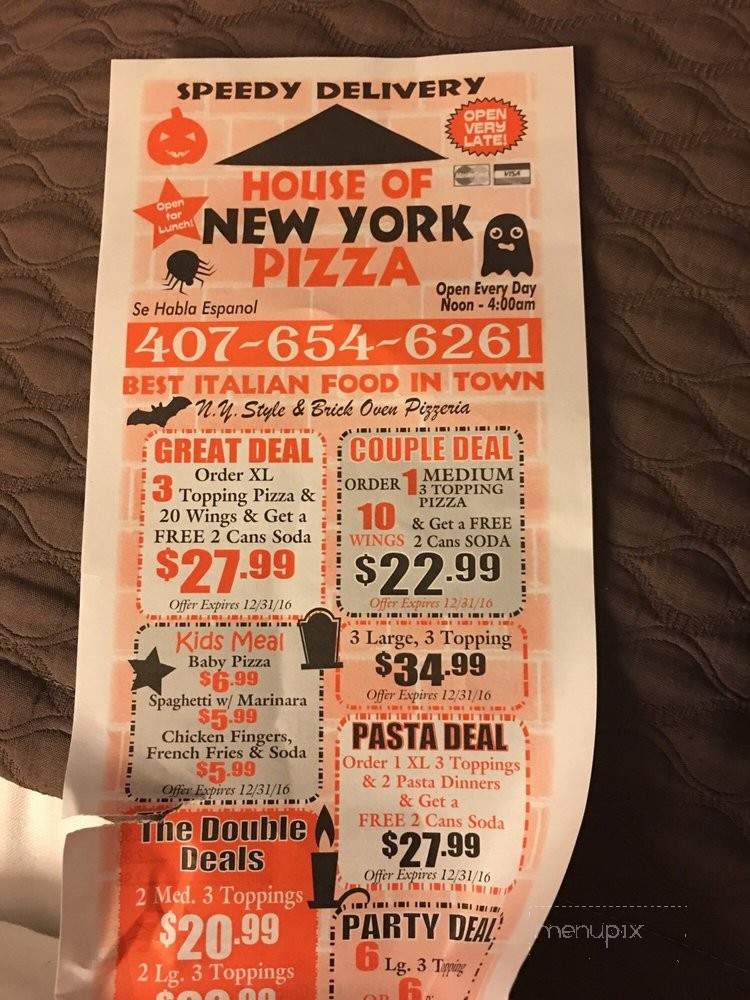 SPEEDY DELIVERY
OPEN
VERY
LATE!
MasterCard
VISA
HOUSE OF
Open
for
Lunch!
NEW YORK
PIZZA
Open Every Day
Noon - 4:00am
Se Habla Espanol
407-654-6261
BEST ITALIAN FOOD IN TOWN
N.Y. Style & Brick Oven Pizzeria
GREAT DEAL
Order XL
3 Topping Pizza &
20 Wings & Get a
FREE 2 Cans Soda
$27.99
Offer Expires 12/31/16
COUPLE DEAL
ORDER 1 MEDIUM
3 TOPPING
PIZZA
10 & Get a FREE
WINGS 2 Cans SODA
$22.99
Offer Expires 12/31/16
Kids Meal
Baby Pizza
$6.99
Spaghetti w/ Marinara
$5.99
Chicken Fingers,
French Fries & Soda
$5.99
Offer Expires 12/31/16
3 Large, 3 Topping
$34.99
Offer Expires 12/31/16
PASTA DEAL
Order 1 XL 3 Toppings
& 2 Pasta Dinners
& Get a
FREE 2 Cans Soda
$27.99
Offer Expires 12/31/16
The Double
Deals
2 Med. 3 Toppings
$20.99
2 Lg. 3 Toppings
PARTY DEAL
6 Lg. 3 Topping
OR 6
menupix